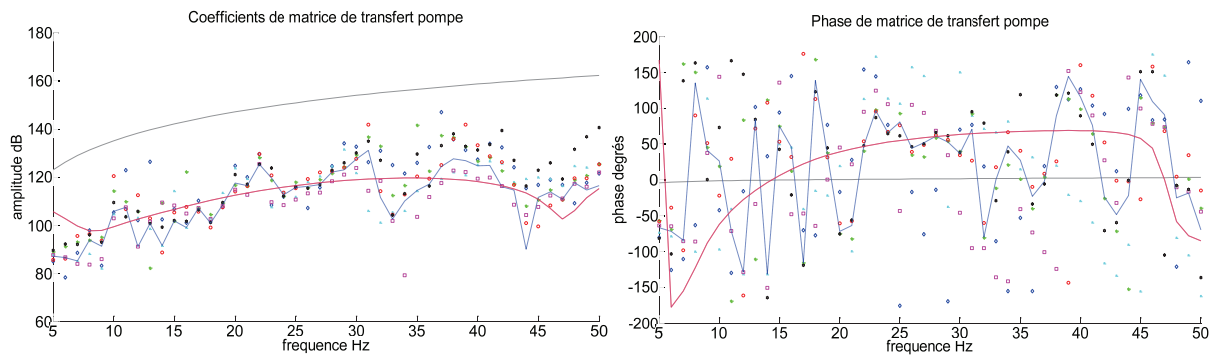 Coefficients de matrice de transfert pompe
180
160
140
120
100
80
60
amplitude dB
5 10 15 20 25 30 35 40 45 50
frequence Hz
Phase de matrice de transfert pompe
200
150
100
50
0
-50
-100
-150
-200
phase degrés
5 10 15 20 25 30 35 40 45 50
frequence Hz